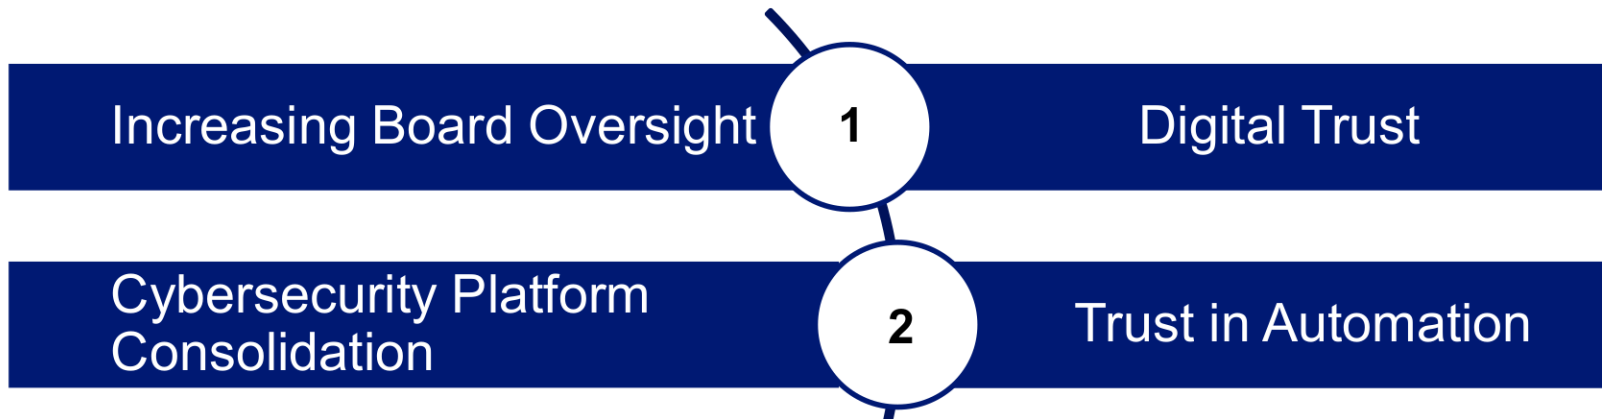 Increasing Board Oversight
1
Digital Trust
Cybersecurity Platform
Consolidation
2
Trust in Automation